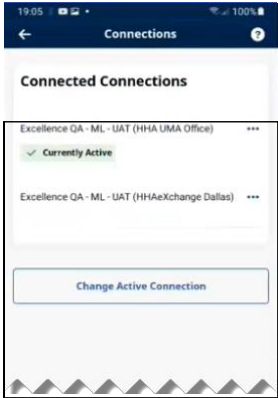 19:05 100%
Connections ?
Connected Connections
Excellence QA - ML - UAT (HHA UMA Office)
Currently Active
Excellence QA - ML - UAT (HHAeXchange Dallas)
Change Active Connection